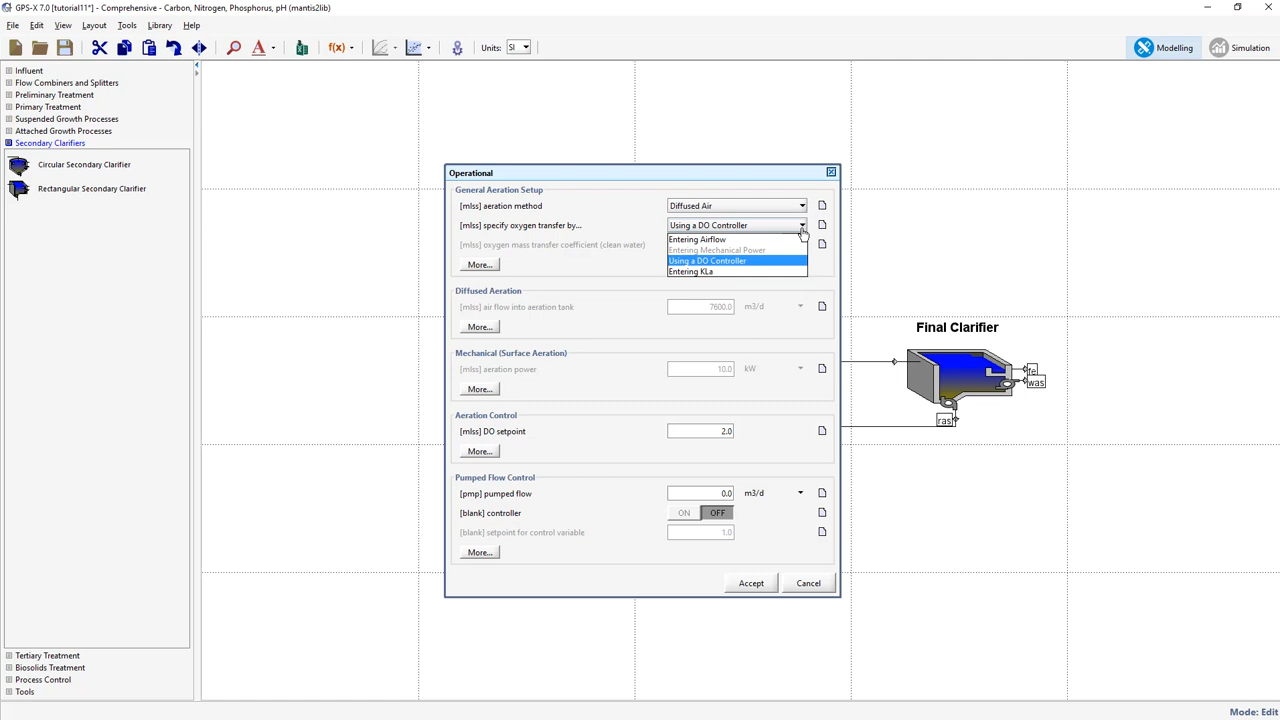 GPS-X 7.0 [tutorial11*] - Comprehensive - Carbon, Nitrogen, Phosphorus, pH (mantis2lib)
File Edit View Layout Tools Library Help
A f(x) Units: SI Modelling Simulation
Influent
Flow Combiners and Splitters
Preliminary Treatment
Primary Treatment
Suspended Growth Processes
Attached Growth Processes
Secondary Clarifiers
Circular Secondary Clarifier
Rectangular Secondary Clarifier
Tertiary Treatment
Biosolids Treatment
Process Control
Tools
Operational
General Aeration Setup
[mlss] aeration method Diffused Air
[mlss] specify oxygen transfer by... Using a DO Controller
Entering Airflow
Entering Mechanical Power
Using a DO Controller
Entering KLa
[mlss] oxygen mass transfer coefficient (clean water)
More...
Diffused Aeration
[mlss] air flow into aeration tank 7600.0 m3/d
More...
Mechanical (Surface Aeration)
[mlss] aeration power 10.0 kW
More...
Aeration Control
[mlss] DO setpoint 2.0
More...
Pumped Flow Control
[pmp] pumped flow 0.0 m3/d
[blank] controller ON OFF
[blank] setpoint for control variable 1.0
More...
Accept Cancel
Final Clarifier
fe
was
ras
Mode: Edit